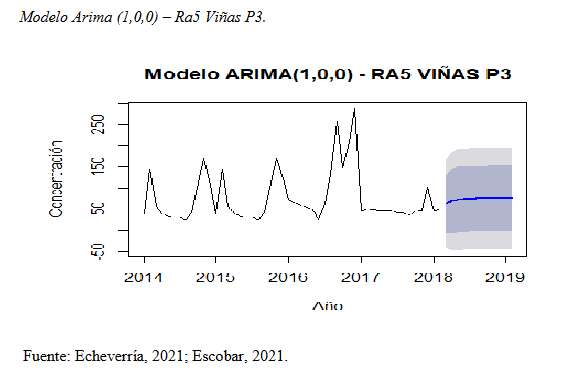 Modelo Arima (1,0,0) – Ra5 Viñas P3.
Modelo ARIMA(1,0,0) - RA5 VIÑAS P3
Concentración
250
150
50
-50
2014 2015 2016 2017 2018 2019
Año
Fuente: Echeverría, 2021; Escobar, 2021.